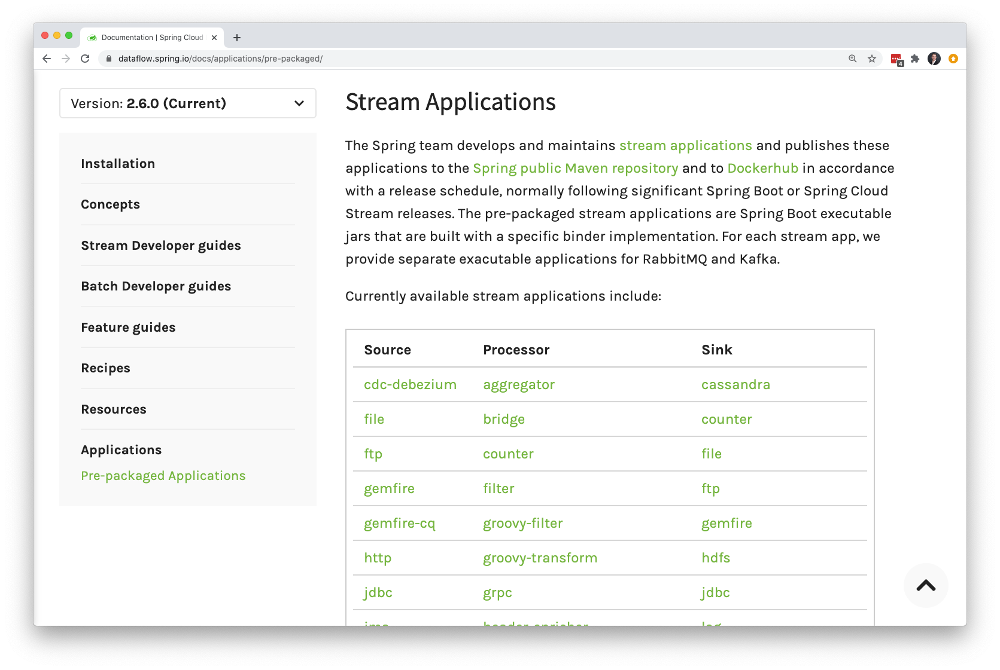 Documentation | Spring Cloud
dataflow.spring.io/docs/applications/pre-packaged/
4
Version: 2.6.0 (Current)
Installation
Concepts
Stream Developer guides
Batch Developer guides
Feature guides
Recipes
Resources
Applications
Pre-packaged Applications
Stream Applications
The Spring team develops and maintains stream applications and publishes these
applications to the Spring public Maven repository and to Dockerhub in accordance
with a release schedule, normally following significant Spring Boot or Spring Cloud
Stream releases. The pre-packaged stream applications are Spring Boot executable
jars that are built with a specific binder implementation. For each stream app, we
provide separate exacutable applications for RabbitMQ and Kafka.
Currently available stream applications include:
Source Processor Sink
cdc-debezium aggregator cassandra
file bridge counter
ftp counter file
gemfire filter ftp
gemfire-cq groovy-filter gemfire
http groovy-transform hdfs
jdbc grpc jdbc